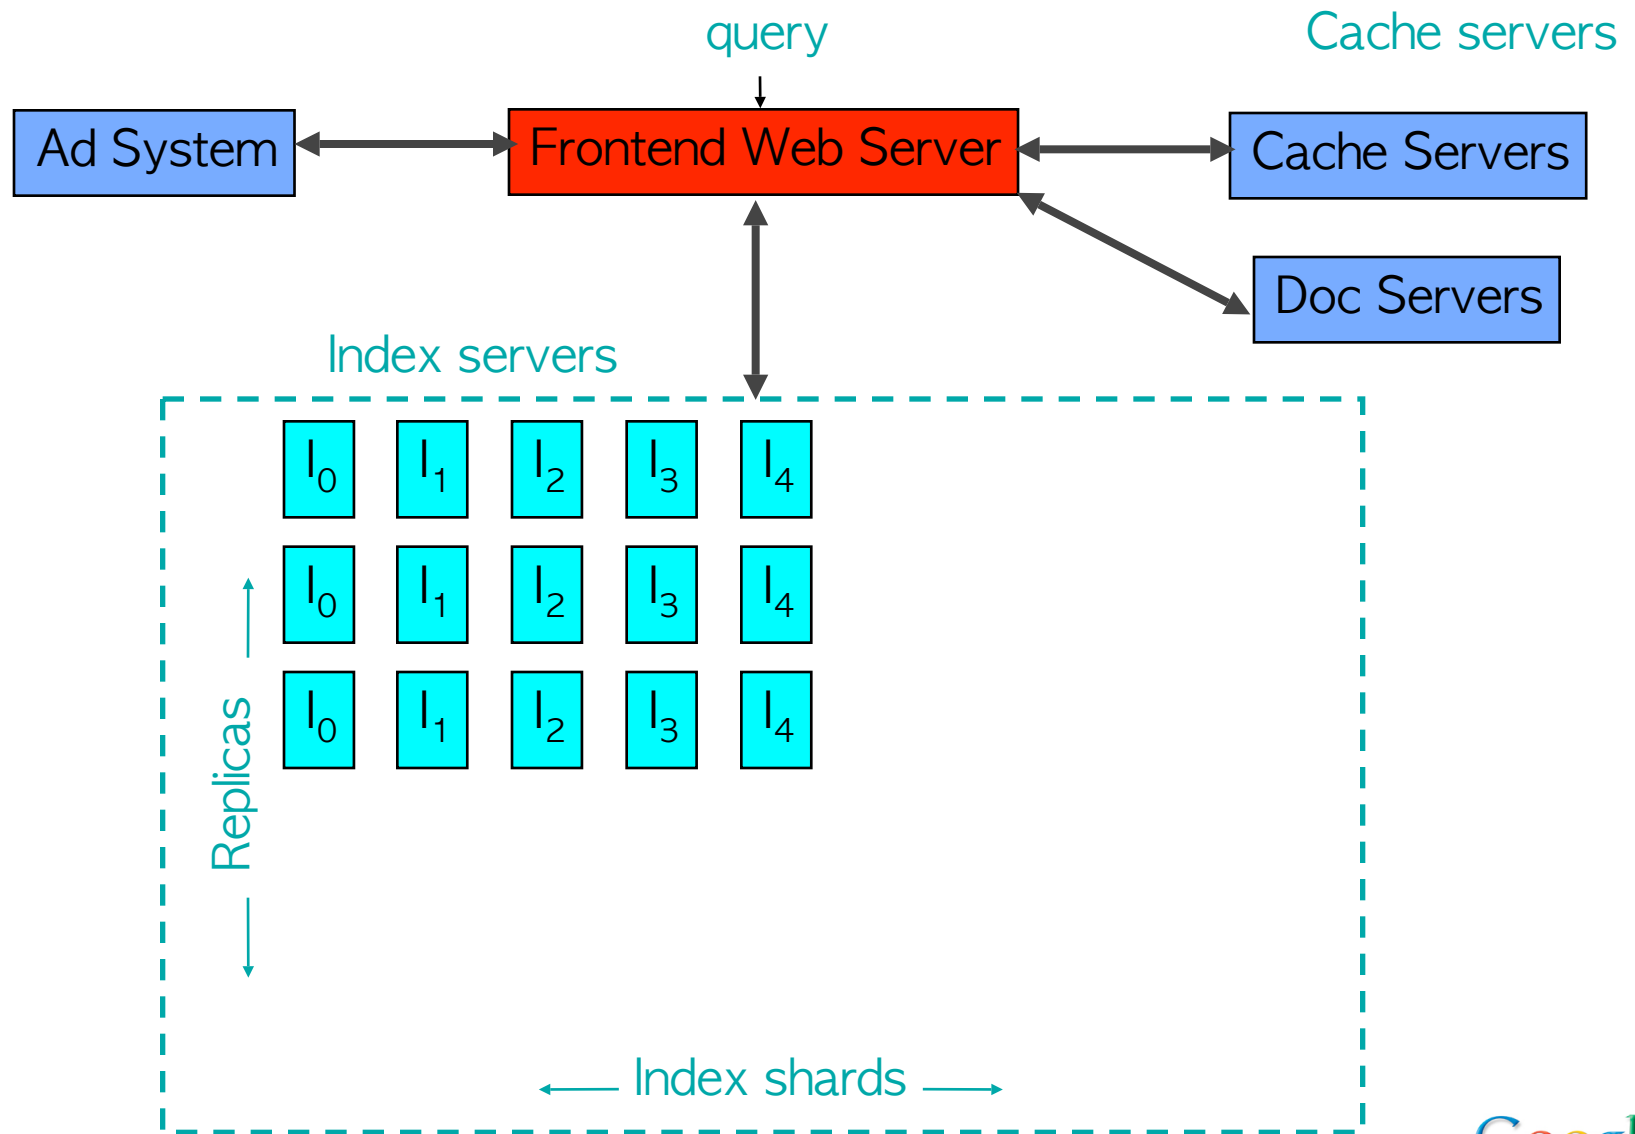 query
Cache servers
Ad System
Frontend Web Server
Cache Servers
Doc Servers
Index servers
I0 I1 I2 I3 I4
I0 I1 I2 I3 I4
I0 I1 I2 I3 I4
Replicas
Index shards